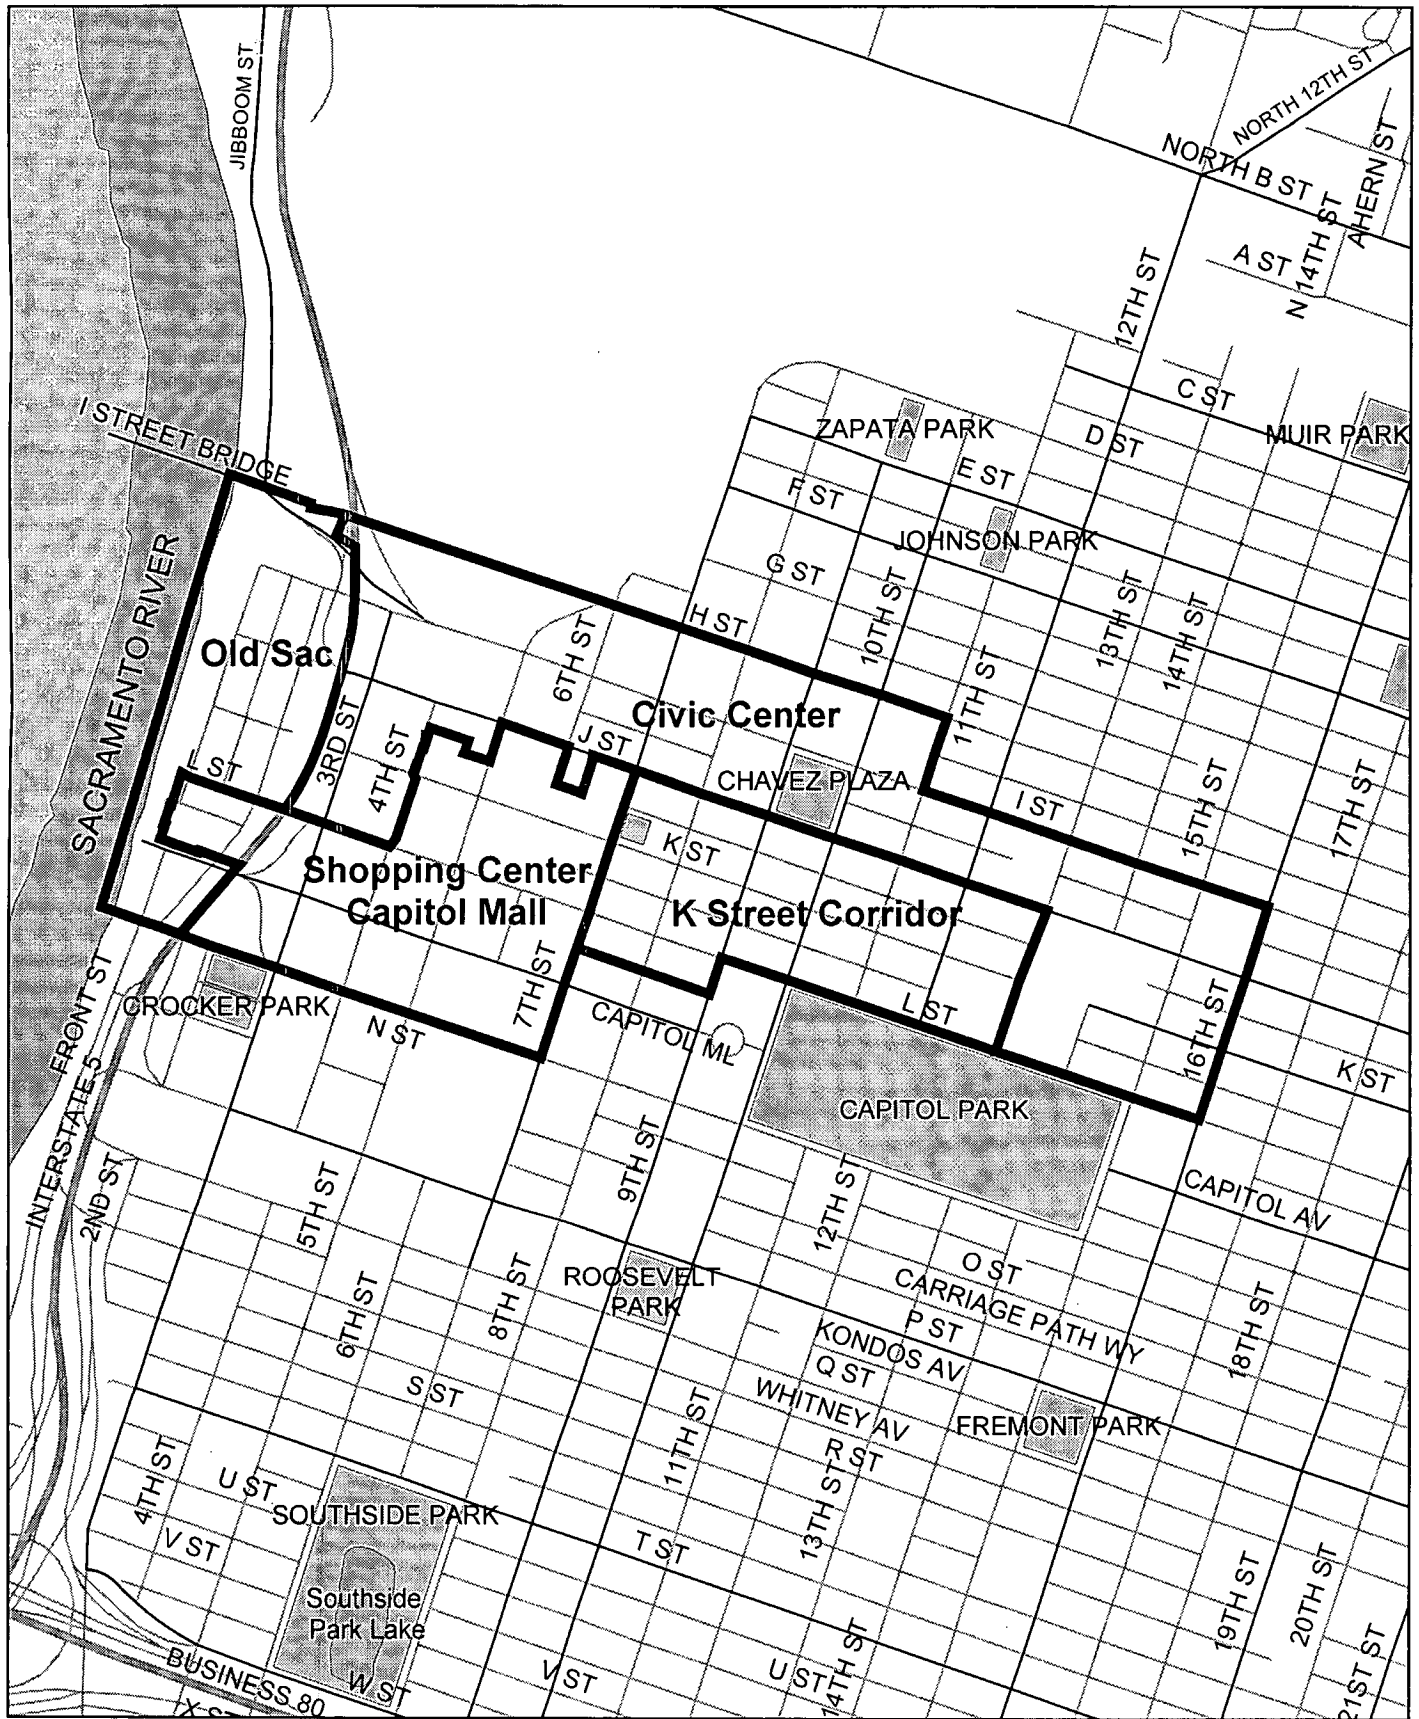 JIBBOOM ST
NORTH 12TH ST
NORTH B ST
AHERN ST
N 14TH ST
A ST
12TH ST
C ST
MUIR PARK
D ST
ZAPATA PARK
E ST
I STREET BRIDGE
F ST
JOHNSON PARK
G ST
10TH ST
13TH ST
14TH ST
SACRAMENTO RIVER
H ST
6TH ST
Old Sac
11TH ST
Civic Center
3RD ST
4TH ST
J ST
L ST
CHAVEZ PLAZA
I ST
15TH ST
17TH ST
K ST
Shopping Center
Capitol Mall
K Street Corridor
7TH ST
FRONT ST
CROCKER PARK
N ST
CAPITOL ML
L ST
16TH ST
K ST
INTERSTATE 5
CAPITOL PARK
2ND ST
5TH ST
9TH ST
12TH ST
CAPITOL AV
O ST
CARRIAGE PATH WY
ROOSEVELT
PARK
6TH ST
8TH ST
P ST
KONDOS AV
18TH ST
Q ST
WHITNEY AV
S ST
11TH ST
FREMONT PARK
R ST
4TH ST
U ST
SOUTHSIDE PARK
13TH ST
V ST
T ST
Southside
Park Lake
19TH ST
20TH ST
BUSINESS 80
W ST
V ST
U ST
14TH ST
21ST ST
X ST